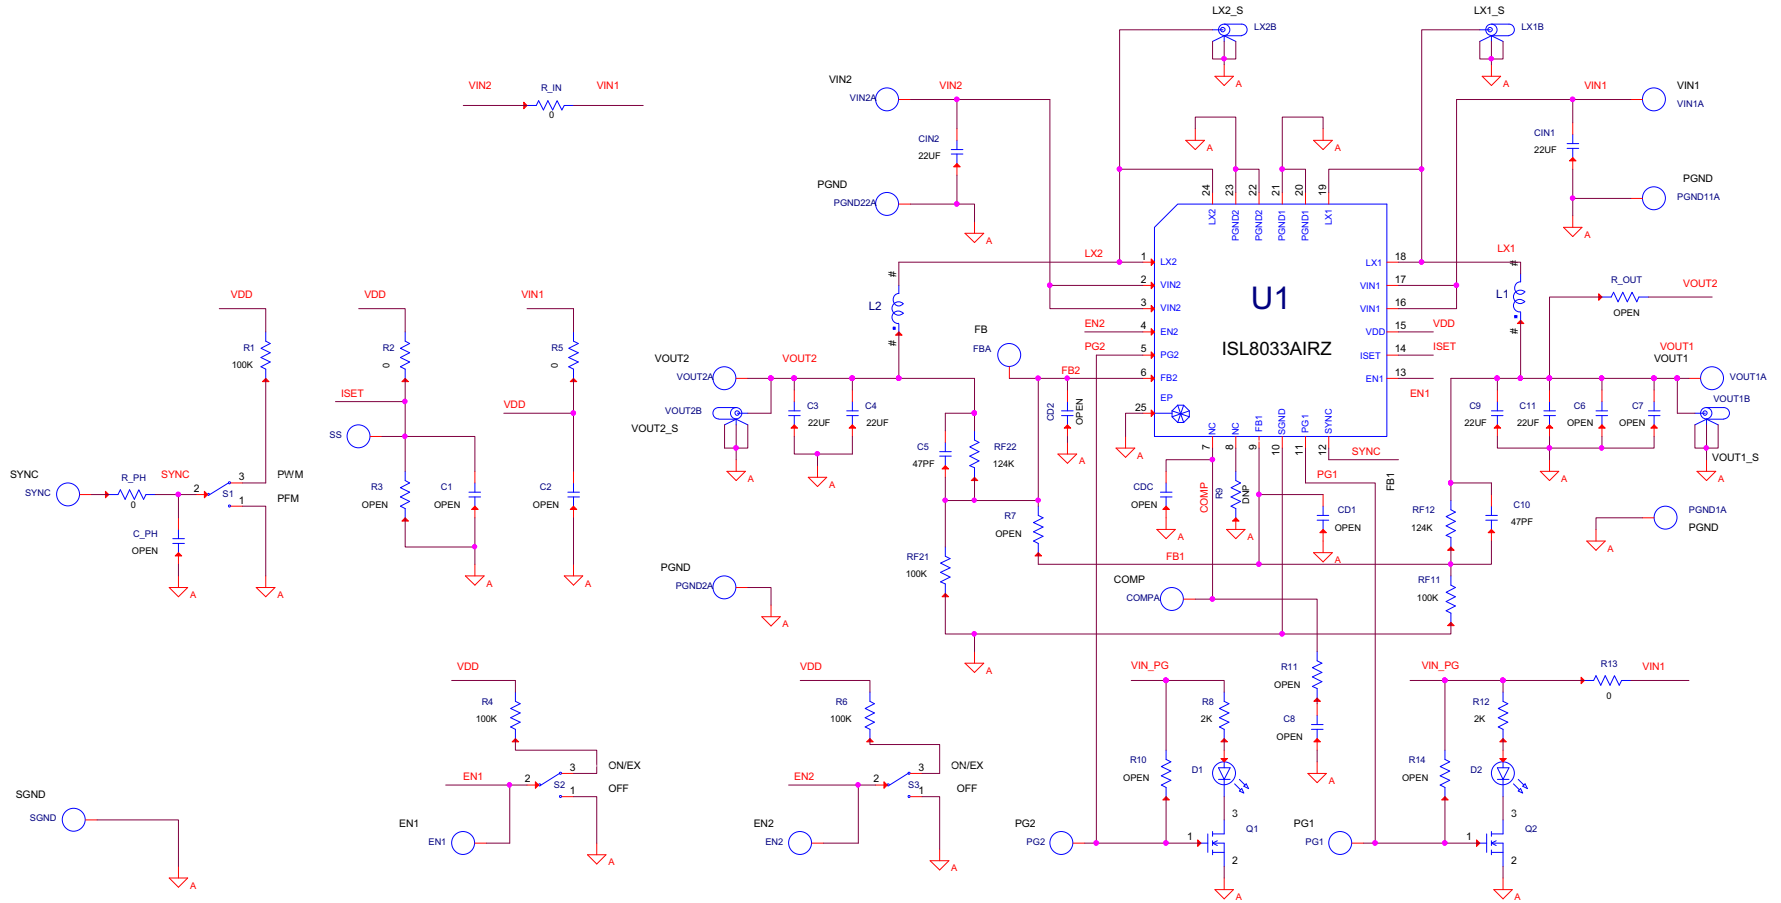 LX2_S
LX2B
LX1_S
LX1B
A
A
VIN2
R_IN
VIN1
0
VIN2
VIN2A
VIN2
VIN1
VIN1
VIN1A
CIN2
22UF
A
A
CIN1
22UF
PGND
PGND22A
A
PGND
PGND11A
A
24
23
22
21
20
19
LX2
PGND2
PGND2
PGND1
PGND1
LX1
LX2
1
LX2
LX1
18
LX1
#
#
2
VIN2
VIN1
17
3
VIN2
VIN1
16
EN2
4
EN2
VDD
15
VDD
PG2
5
PG2
ISET
14
ISET
FB2
6
FB2
EN1
13
EN1
25
EP
U1
ISL8033AIRZ
A
NC
NC
FB1
SGND
PG1
SYNC
7
8
9
10
11
12
SYNC
FB1
L2
#
L1
#
R_OUT
OPEN
VOUT2
VDD
R1
100K
VDD
R2
0
VIN1
R5
0
ISET
VDD
SS
R3
OPEN
C1
OPEN
C2
OPEN
A
A
SYNC
SYNC
R_PH
0
SYNC
2
S1
3
1
PWM
PFM
C_PH
OPEN
A
A
VOUT2
VOUT2A
VOUT2
VOUT2B
VOUT2_S
A
C3
22UF
C4
22UF
A
FB
FBA
CD2
OPEN
A
C5
47PF
RF22
124K
R7
OPEN
RF21
100K
A
CDC
OPEN
A
COMP
R9
DNP
A
CD1
OPEN
A
PG1
FB1
VOUT1
VOUT1
VOUT1A
VOUT1B
VOUT1_S
A
C9
22UF
C11
22UF
C6
OPEN
C7
OPEN
A
RF12
124K
C10
47PF
RF11
100K
PGND1A
PGND
A
PGND
PGND2A
A
COMP
COMPA
R11
OPEN
C8
OPEN
A
VDD
R4
100K
EN1
2
S2
3
1
ON/EX
OFF
EN1
EN1
A
VDD
R6
100K
EN2
2
S3
3
1
ON/EX
OFF
EN2
EN2
A
VIN_PG
R8
2K
R10
OPEN
D1
PG2
PG2
1
3
2
Q1
A
VIN_PG
R13
0
VIN1
R12
2K
R14
OPEN
D2
PG1
PG1
1
3
2
Q2
A
SGND
SGND
A